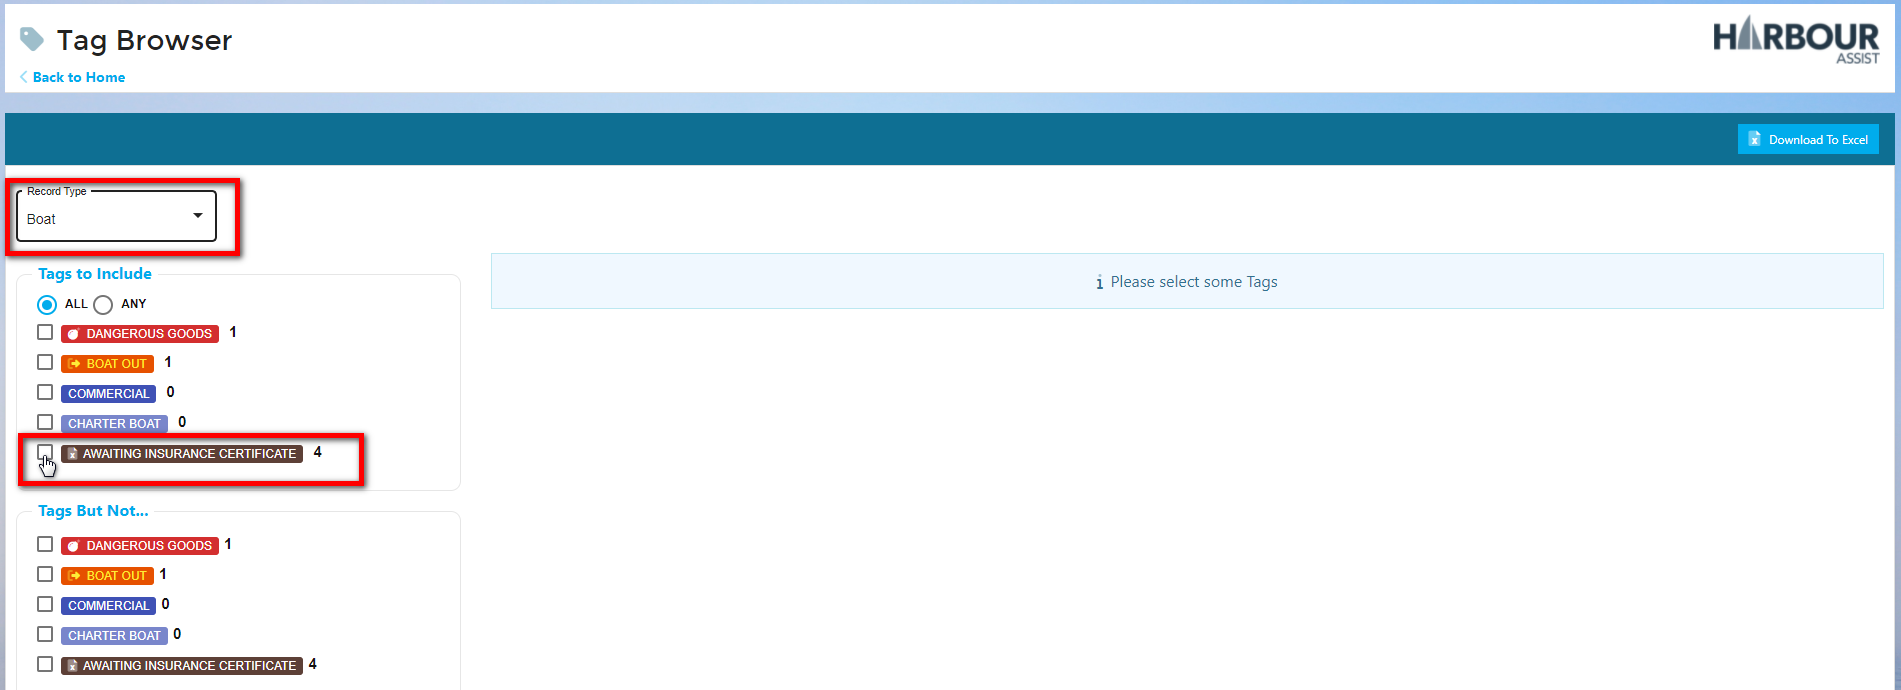 Tag Browser
Back to Home
HARBOUR
ASSIST
Download To Excel
Record Type
Boat
Tags to Include
ALL ANY
DANGEROUS GOODS 1
BOAT OUT 1
COMMERCIAL 0
CHARTER BOAT 0
AWAITING INSURANCE CERTIFICATE 4
Please select some Tags
Tags But Not...
DANGEROUS GOODS 1
BOAT OUT 1
COMMERCIAL 0
CHARTER BOAT 0
AWAITING INSURANCE CERTIFICATE 4